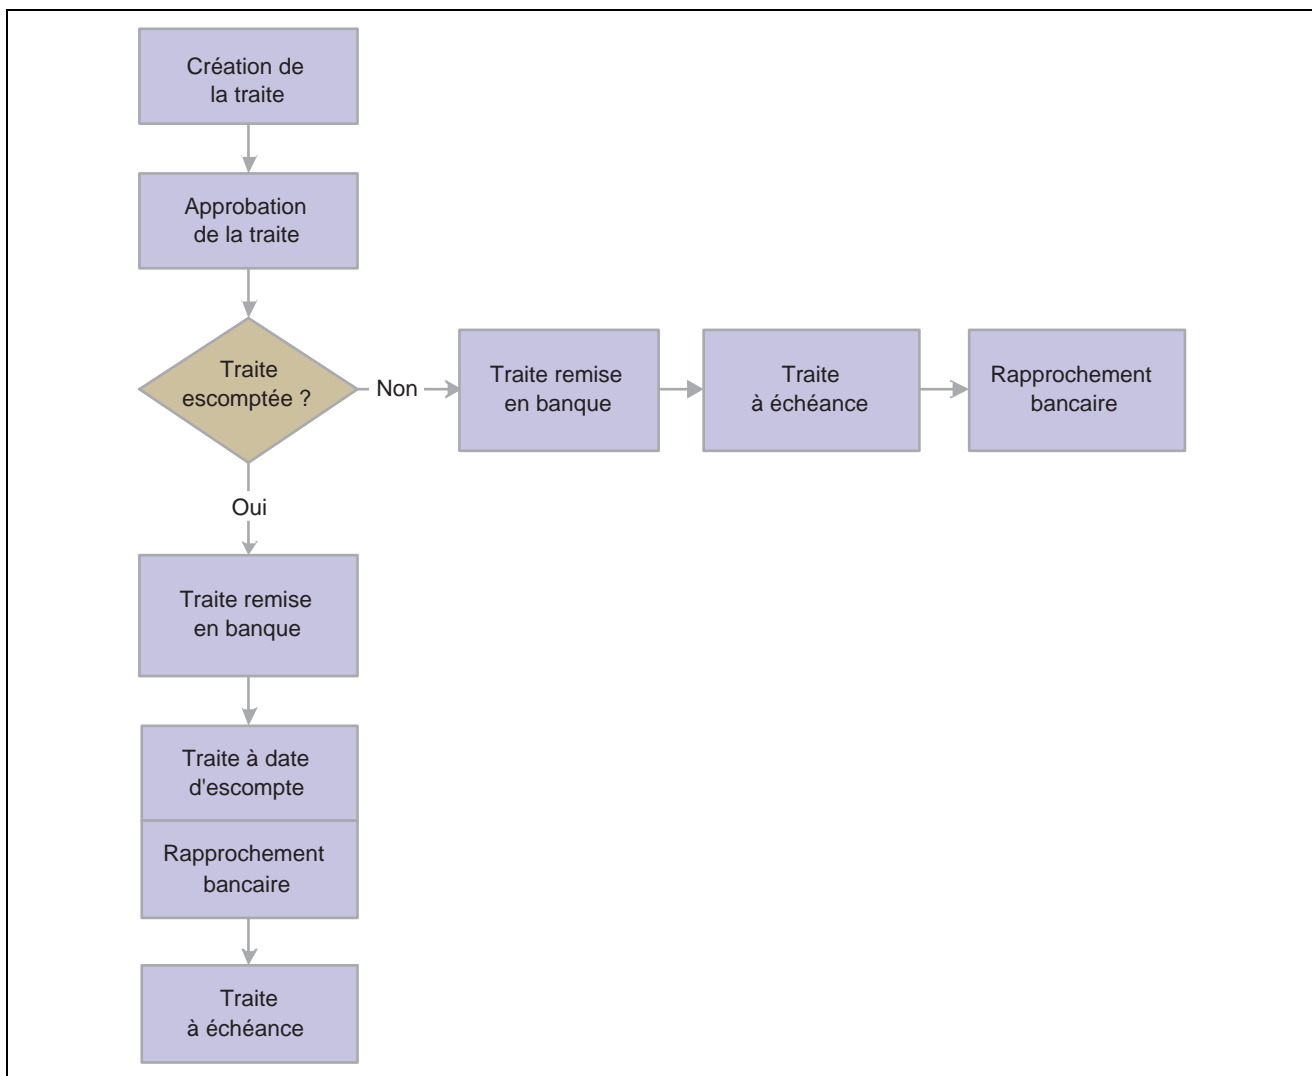 Création de
la traite
Approbation
de la traite
Traite
escomptée ?
Non
Traite remise
en banque
Traite
à échéance
Rapprochement
bancaire
Oui
Traite remise
en banque
Traite à date
d'escompte
Rapprochement
bancaire
Traite
à échéance